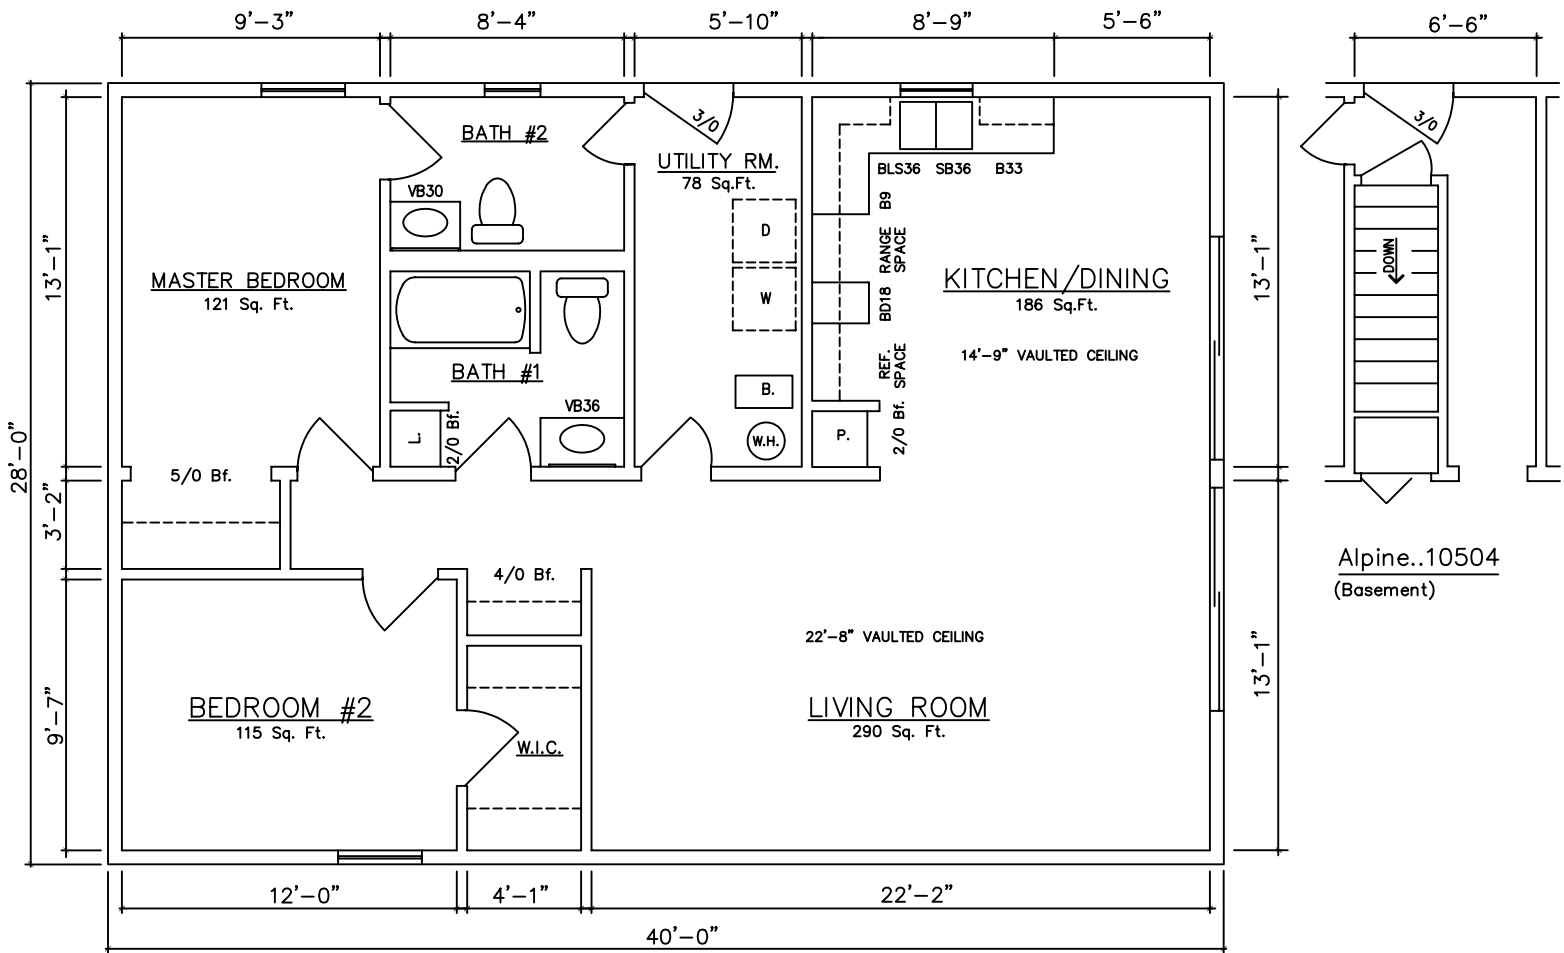 9'-3" 8'-4" 5'-10" 8'-9" 5'-6" 6'-6"
BATH #2
3/0
3/0
UTILITY RM.
78 Sq.Ft.
BLS36 SB36 B33
VB30
B9
D
RANGE
SPACE
DOWN
13'-1"
MASTER BEDROOM
121 Sq. Ft.
KITCHEN/DINING
186 Sq.Ft.
13'-1"
W
BD18
14'-9" VAULTED CEILING
REF.
SPACE
BATH #1
B.
VB36
L.
2/0 Bf.
W.H.
P.
2/0 Bf.
28'-0"
5/0 Bf.
3'-2"
4/0 Bf.
Alpine..10504
(Basement)
22'-8" VAULTED CEILING
13'-1"
9'-7"
BEDROOM #2
115 Sq. Ft.
LIVING ROOM
290 Sq. Ft.
W.I.C.
12'-0" 4'-1" 22'-2"
40'-0"